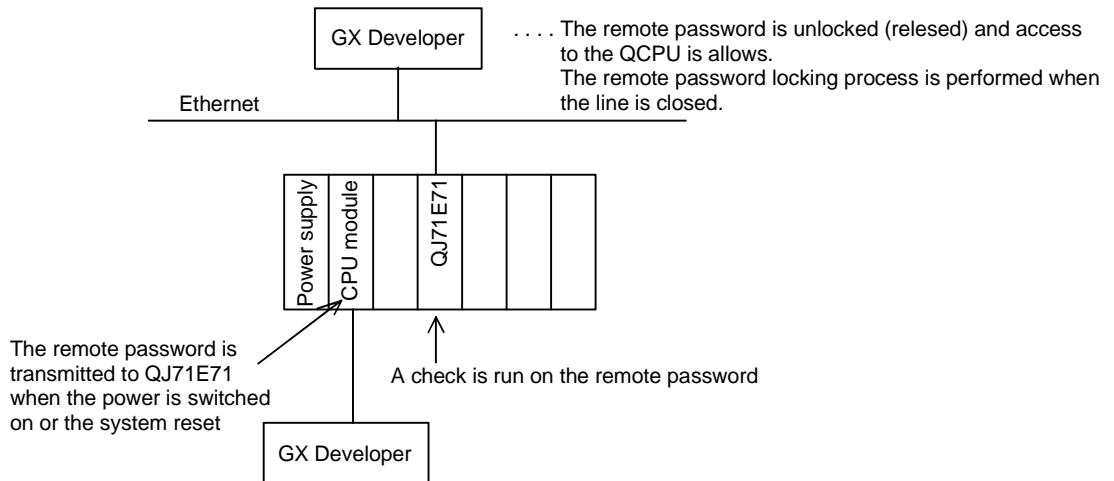 GX Developer
. . . . The remote password is unlocked (relesed) and access
to the QCPU is allows.
The remote password locking process is performed when
the line is closed.
Ethernet
Power supply
CPU module
QJ71E71
The remote password is
transmitted to QJ71E71
when the power is switched
on or the system reset
A check is run on the remote password
GX Developer